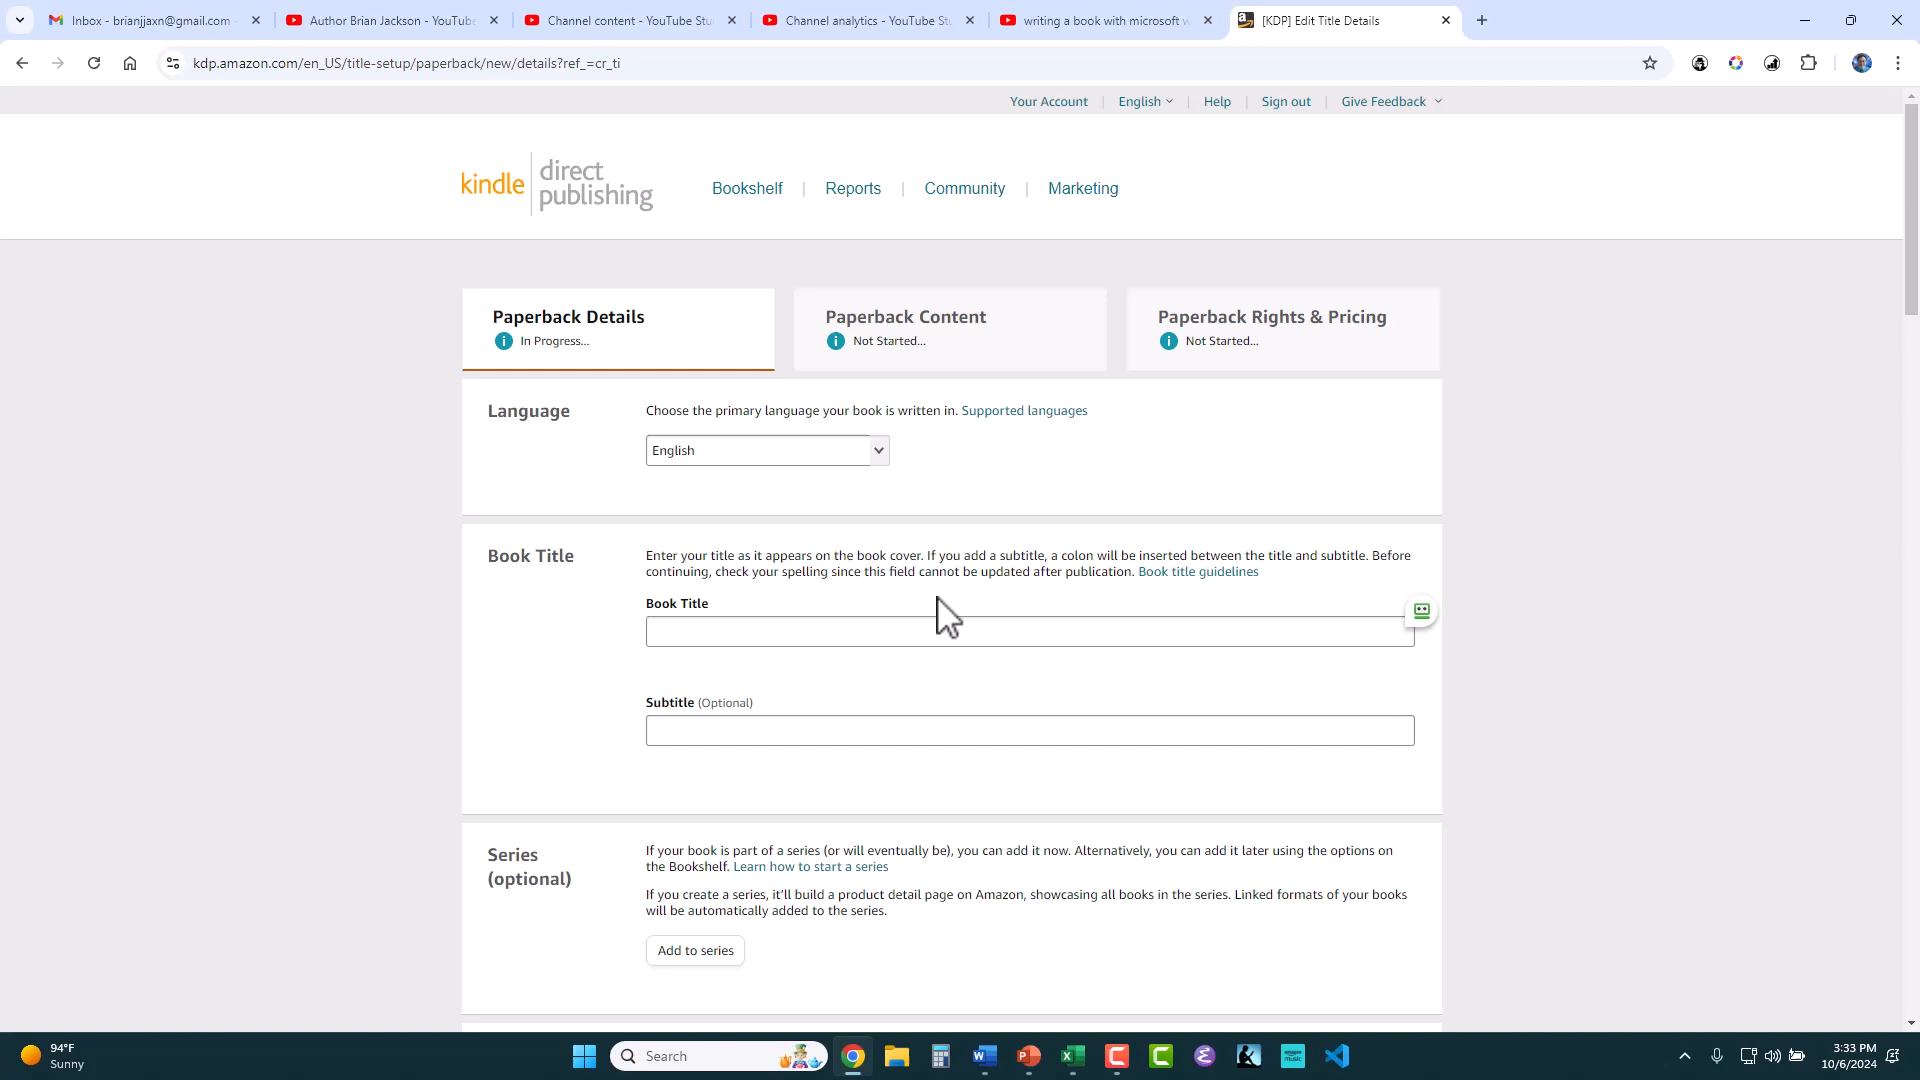 Inbox - brianjjaxn@gmail.com -
Author Brian Jackson - YouTube
Channel content - YouTube Stu
Channel analytics - YouTube Stu
writing a book with microsoft w
[KDP] Edit Title Details
kdp.amazon.com/en_US/title-setup/paperback/new/details?ref_=cr_ti
Your Account
English
Help
Sign out
Give Feedback
kindle direct publishing
Bookshelf
Reports
Community
Marketing
Paperback Details
In Progress...
Paperback Content
Not Started...
Paperback Rights & Pricing
Not Started...
Language
Choose the primary language your book is written in. Supported languages
English
Book Title
Enter your title as it appears on the book cover. If you add a subtitle, a colon will be inserted between the title and subtitle. Before
continuing, check your spelling since this field cannot be updated after publication. Book title guidelines
Book Title
Subtitle (Optional)
Series
(optional)
If your book is part of a series (or will eventually be), you can add it now. Alternatively, you can add it later using the options on
the Bookshelf. Learn how to start a series
If you create a series, it'll build a product detail page on Amazon, showcasing all books in the series. Linked formats of your books
will be automatically added to the series.
Add to series
94°F
Sunny
Search
3:33 PM
10/6/2024